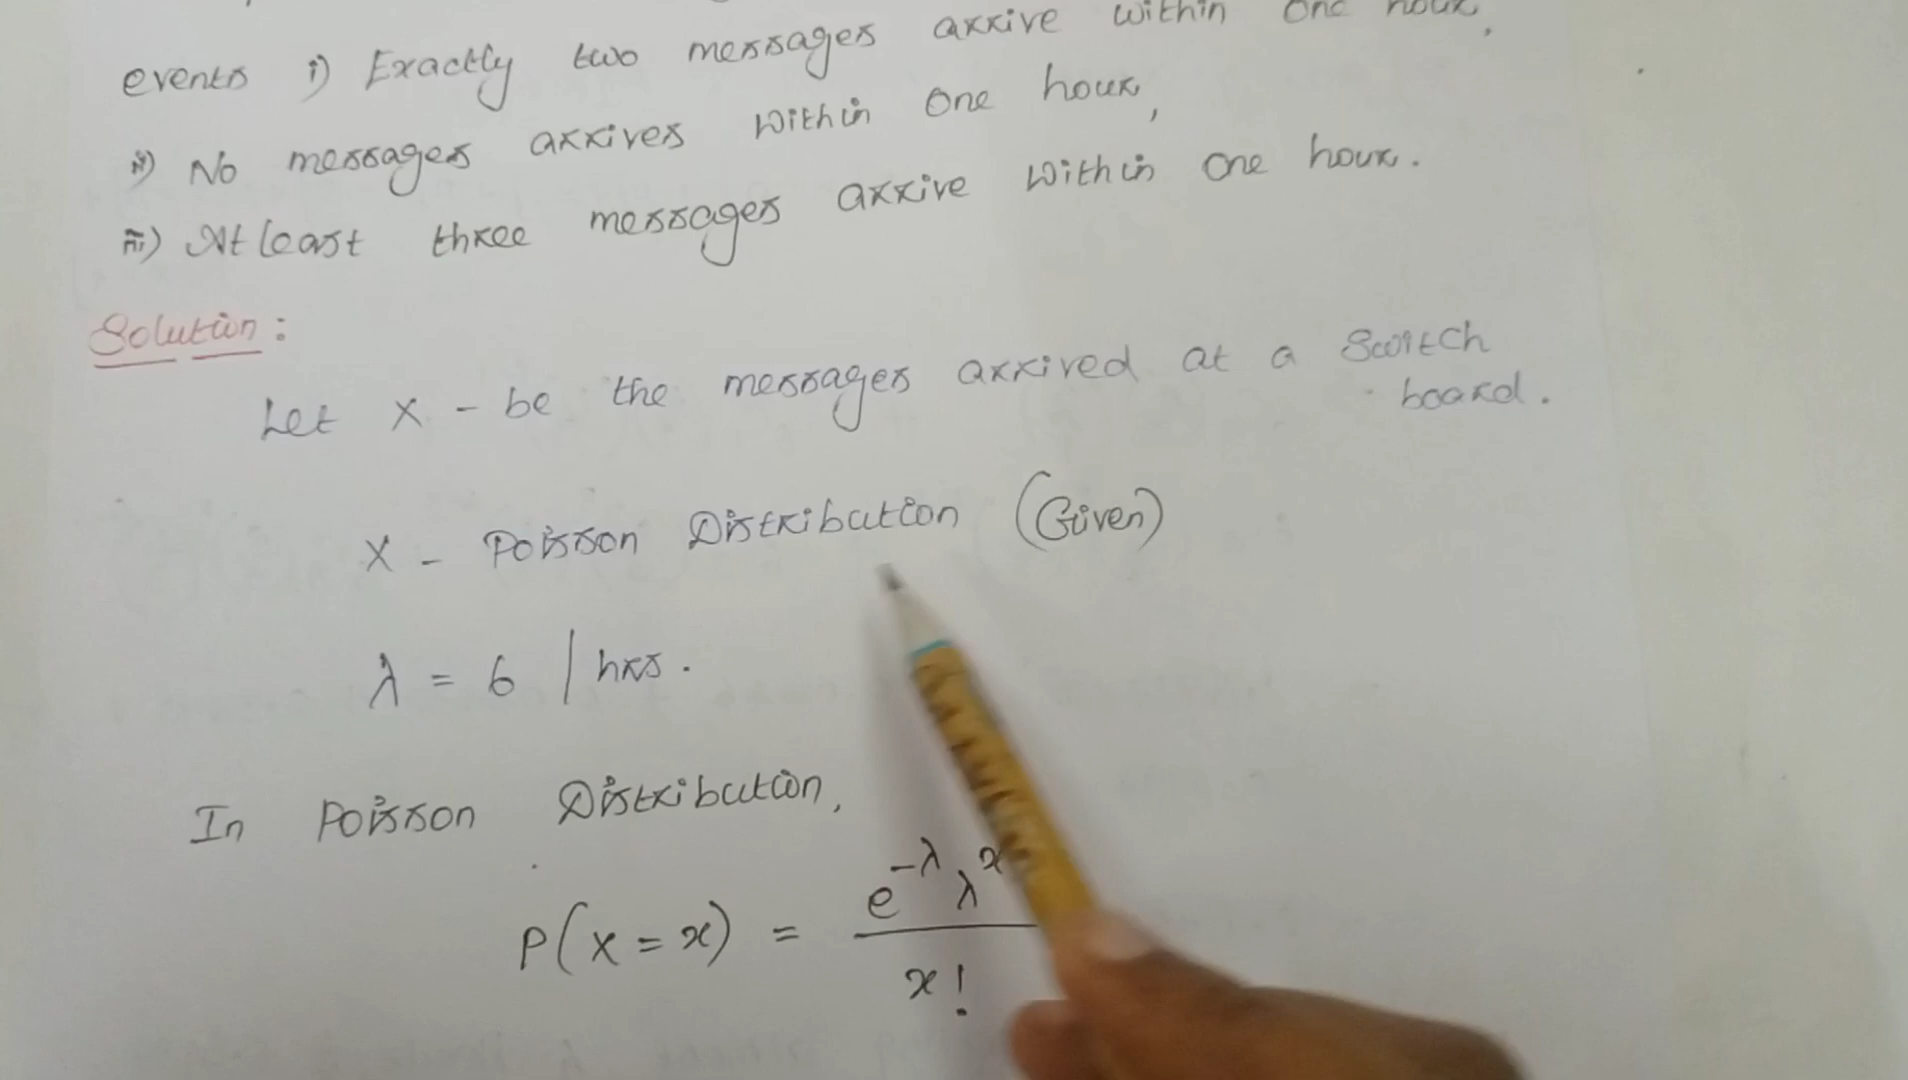 events i) Exactly two messages arrive within one hour,
ii) No messages arrives within one hour,
iii) At least three messages arrive within one hour.
Solution:
Let X - be the messages arrived at a Switch
board.
X - Poisson Distribution (Given)
λ = 6 / hrs.
In Poisson Distribution,
P(X = x) = e^-λ λ^x / x!